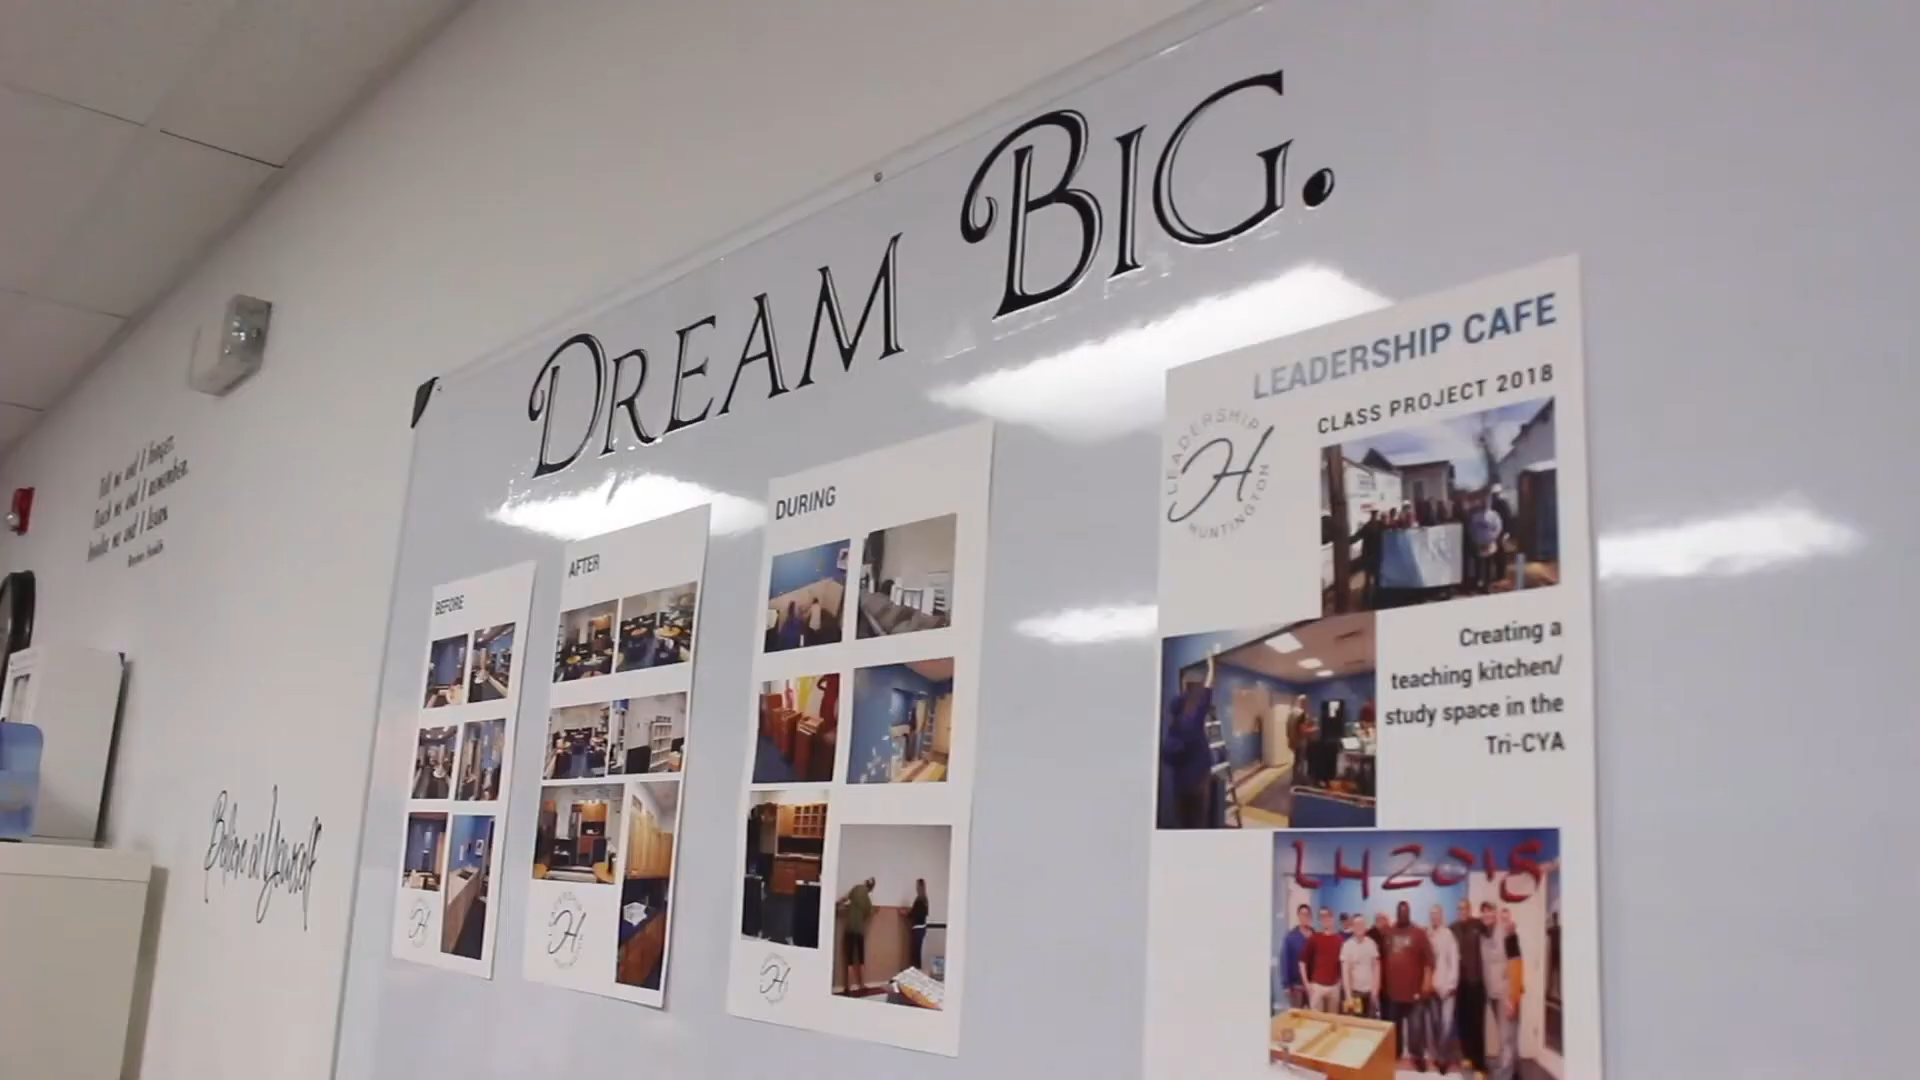 DREAM BIG.
Tell me and I forget.
Teach me and I remember.
Involve me and I LEARN
Believe in Yourself
BEFORE
AFTER
DURING
LEADERSHIP CAFE
CLASS PROJECT 2018
LEADERSHIP
H
HUNTINGTON
Creating a
teaching kitchen/
study space in the
Tri-CYA
LH2018
H
H
H